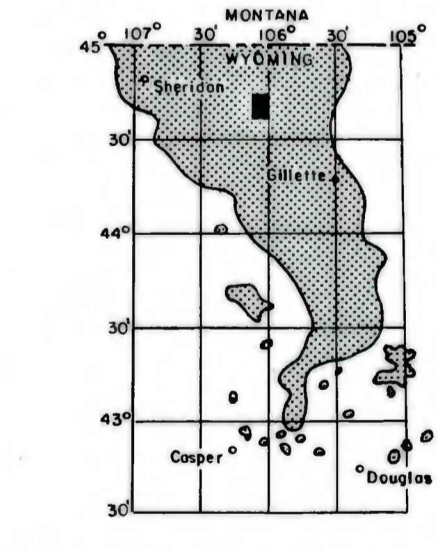 MONTANA
45° 107° 30' 106° 30' 105°
WYOMING
Sheridan
30'
Gillette
44°
30'
43°
Casper
Douglas
30'